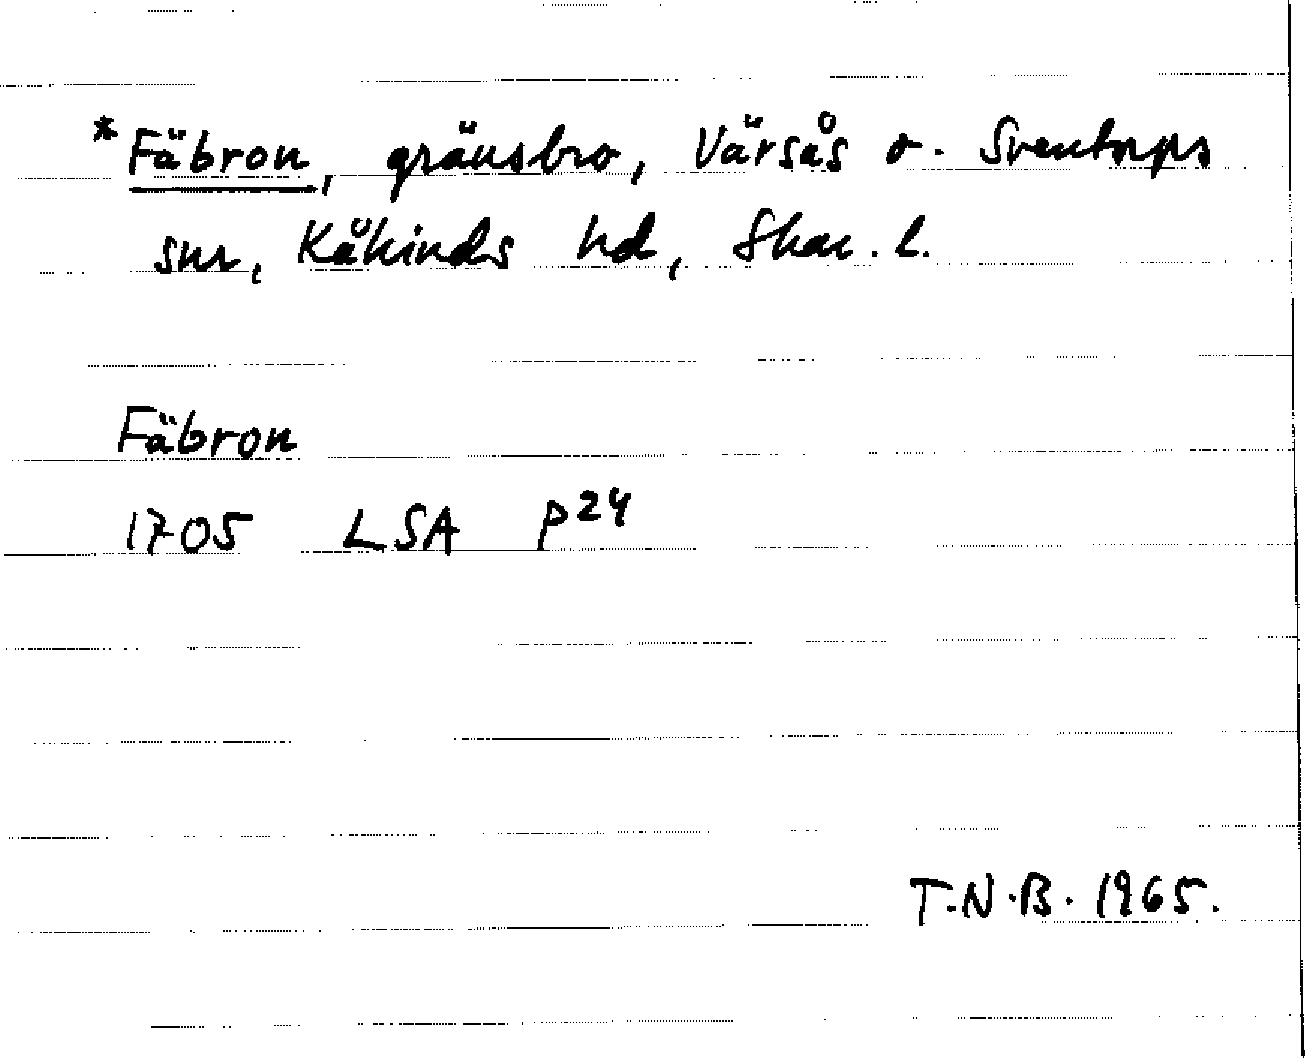 *Fäbron, gränsbro, Värsås o. Sventorps
snr, Kåkinds hd, Skar. l.
Fäbron
1705 LSA P24
T.N.B. 1965.